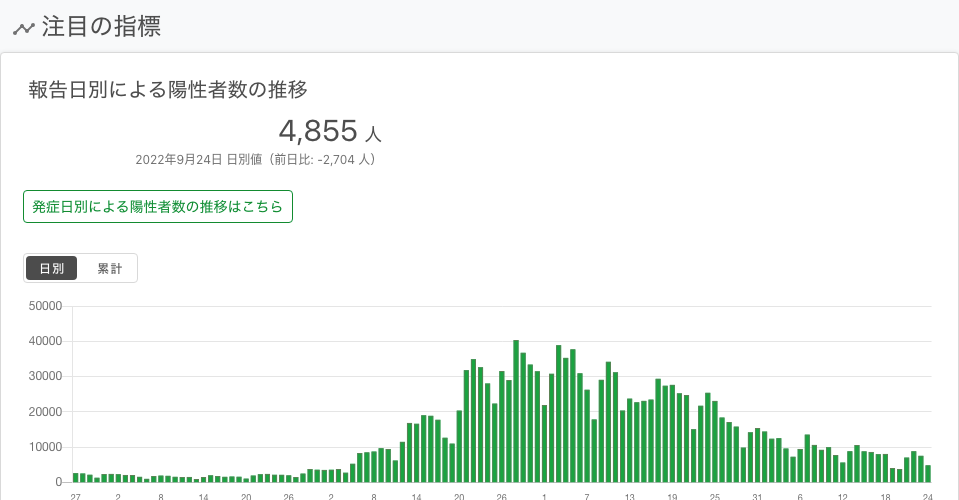 注目の指標
報告日別による陽性者数の推移
4,855 人
2022年9月24日 日別値（前日比: -2,704 人）
発症日別による陽性者数の推移はこちら
日別 累計
50000
40000
30000
20000
10000
0
27 2 8 14 20 26 2 8 14 20 26 1 7 13 19 25 31 6 12 18 24